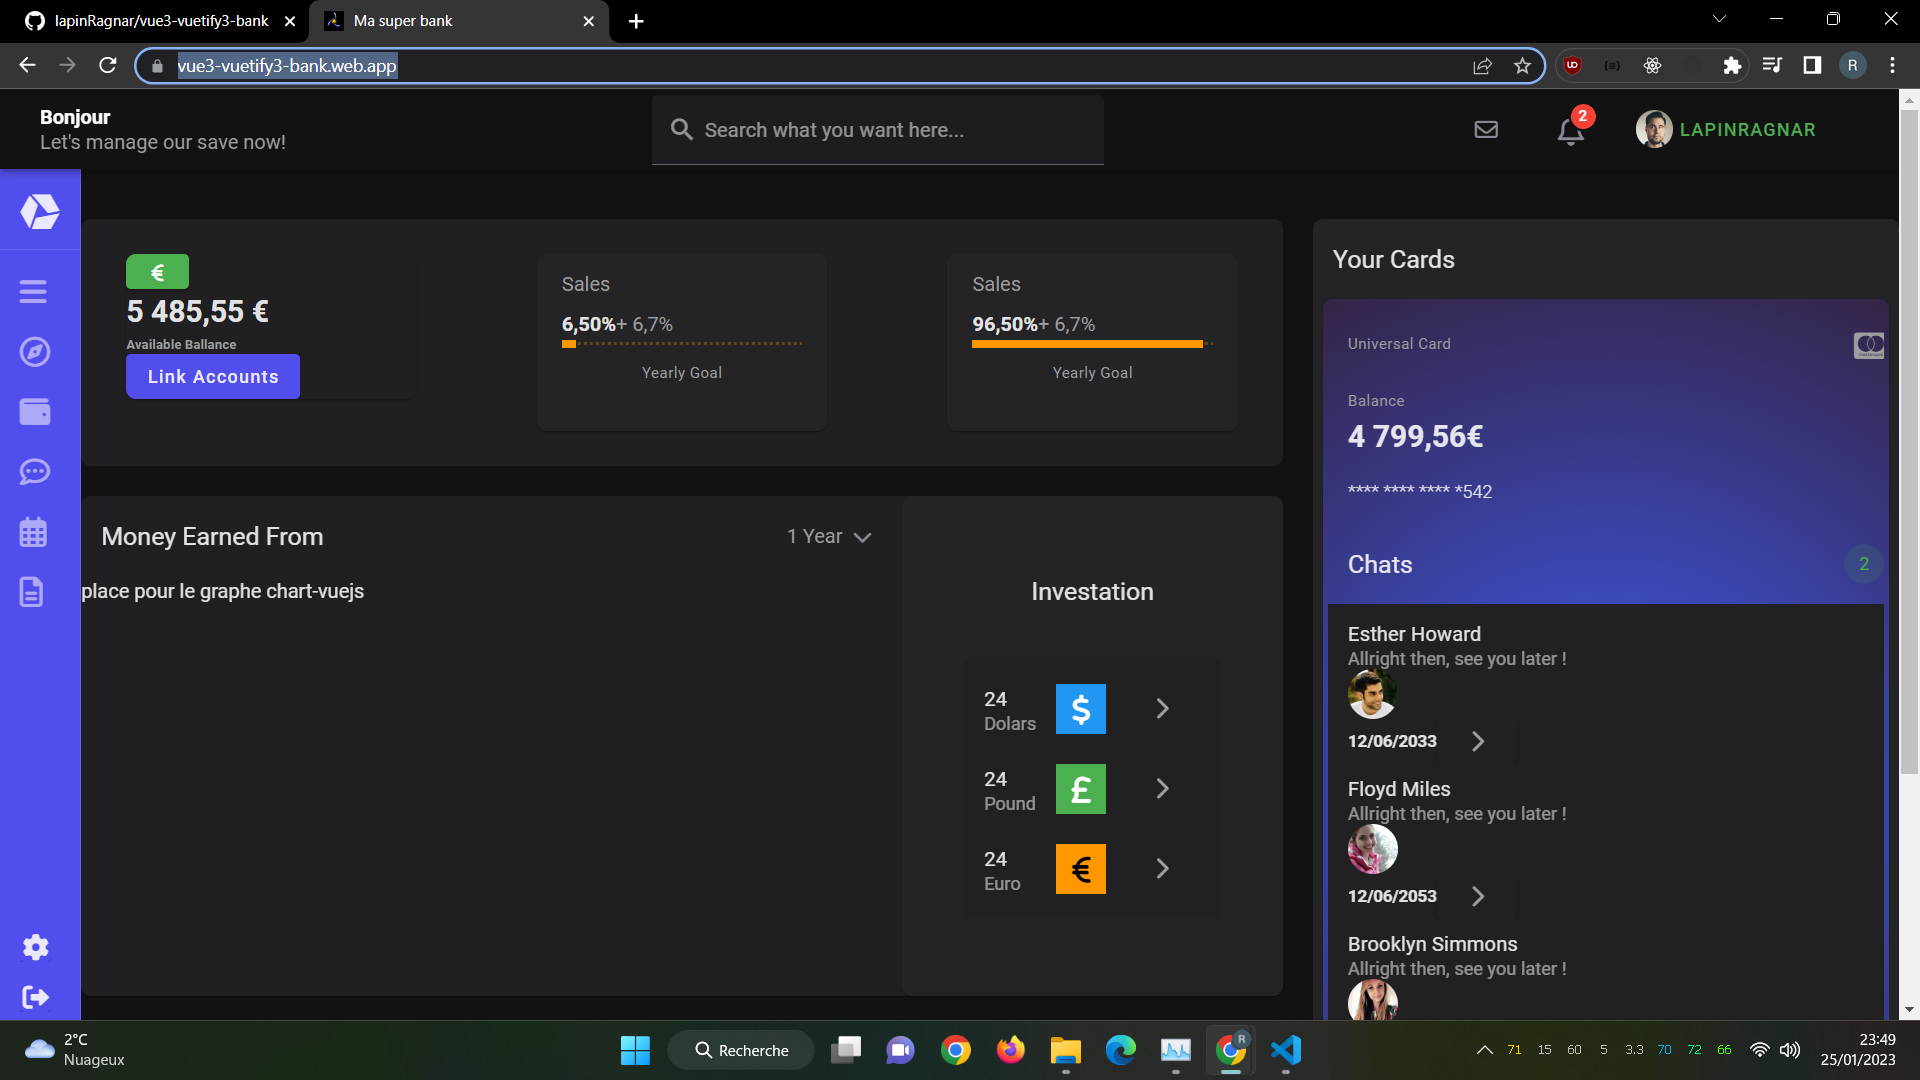 lapinRagnar/vue3-vuetify3-bank
Ma super bank
vue3-vuetify3-bank.web.app
R
Bonjour
Let's manage our save now!
Search what you want here...
2
LAPINRAGNAR
€
5 485,55 €
Available Ballance
Link Accounts
Sales
6,50%+ 6,7%
Yearly Goal
Sales
96,50%+ 6,7%
Yearly Goal
Your Cards
Universal Card
Balance
4 799,56€
**** **** **** *542
Money Earned From
1 Year
place pour le graphe chart-vuejs
Investation
24
Dolars
$
24
Pound
£
24
Euro
€
Chats
2
Esther Howard
Allright then, see you later !
12/06/2033
Floyd Miles
Allright then, see you later !
12/06/2053
Brooklyn Simmons
Allright then, see you later !
2°C
Nuageux
Recherche
R
71 15 60 5 3.3 70 72 66
23:49
25/01/2023